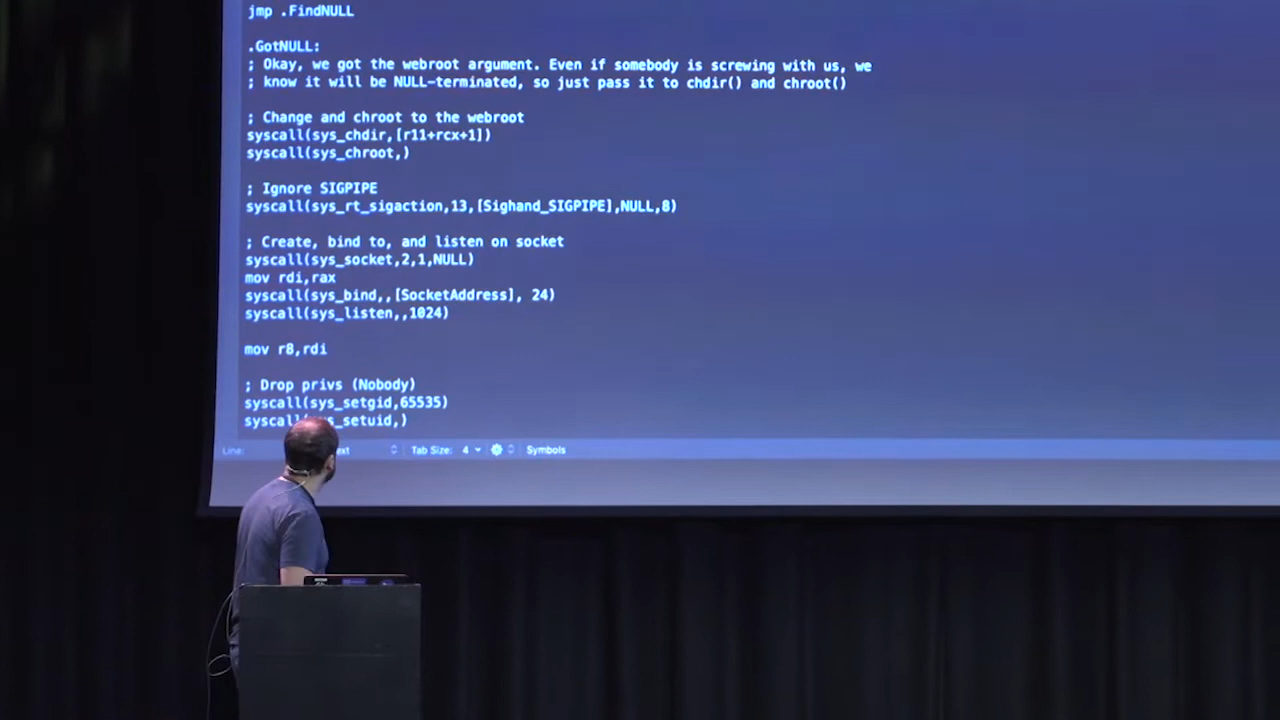 jmp .FindNULL
.GotNULL:
; Okay, we got the webroot argument. Even if somebody is screwing with us, we
; know it will be NULL-terminated, so just pass it to chdir() and chroot()
; Change and chroot to the webroot
syscall(sys_chdir,[r11+rcx+1])
syscall(sys_chroot,)
; Ignore SIGPIPE
syscall(sys_rt_sigaction,13,[Sighand_SIGPIPE],NULL,8)
; Create, bind to, and listen on socket
syscall(sys_socket,2,1,NULL)
mov rdi,rax
syscall(sys_bind,,[SocketAddress], 24)
syscall(sys_listen,,1024)
mov r8,rdi
; Drop privs (Nobody)
syscall(sys_setgid,65535)
syscall(sys_setuid,)
Line: Tab Size: 4 Symbols